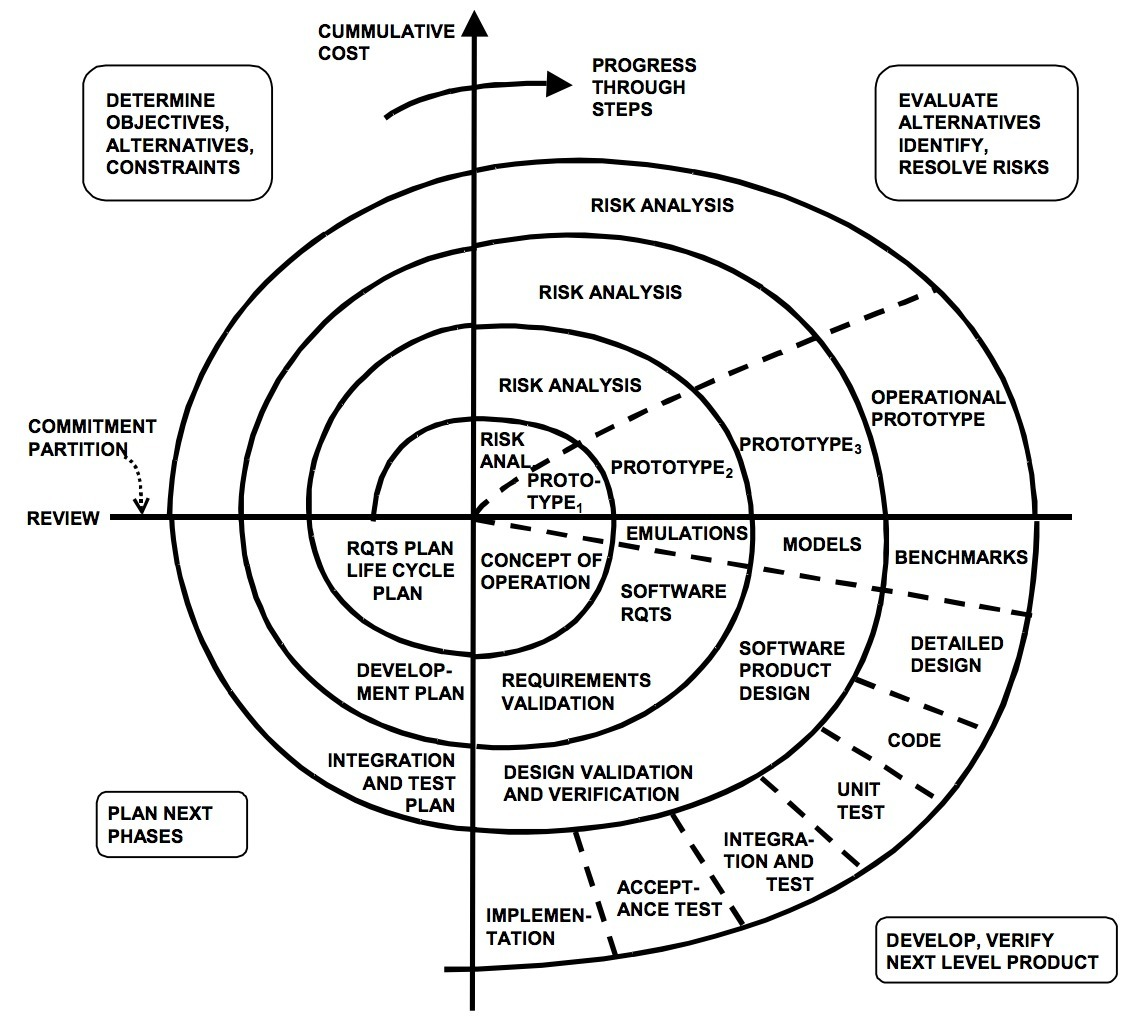 CUMMULATIVE
COST
PROGRESS
THROUGH
STEPS
DETERMINE
OBJECTIVES,
ALTERNATIVES,
CONSTRAINTS
EVALUATE
ALTERNATIVES
IDENTIFY,
RESOLVE RISKS
RISK ANALYSIS
RISK ANALYSIS
RISK ANALYSIS
RISK
ANAL.
PROTO-
TYPE1
PROTOTYPE2
PROTOTYPE3
OPERATIONAL
PROTOTYPE
COMMITMENT
PARTITION
REVIEW
EMULATIONS
MODELS
BENCHMARKS
RQTS PLAN
LIFE CYCLE
PLAN
CONCEPT OF
OPERATION
SOFTWARE
RQTS
SOFTWARE
PRODUCT
DESIGN
DETAILED
DESIGN
DEVELOP-
MENT PLAN
REQUIREMENTS
VALIDATION
CODE
INTEGRATION
AND TEST
PLAN
DESIGN VALIDATION
AND VERIFICATION
UNIT
TEST
INTEGRA-
TION AND
TEST
ACCEPT-
ANCE TEST
IMPLEMEN-
TATION
PLAN NEXT
PHASES
DEVELOP, VERIFY
NEXT LEVEL PRODUCT